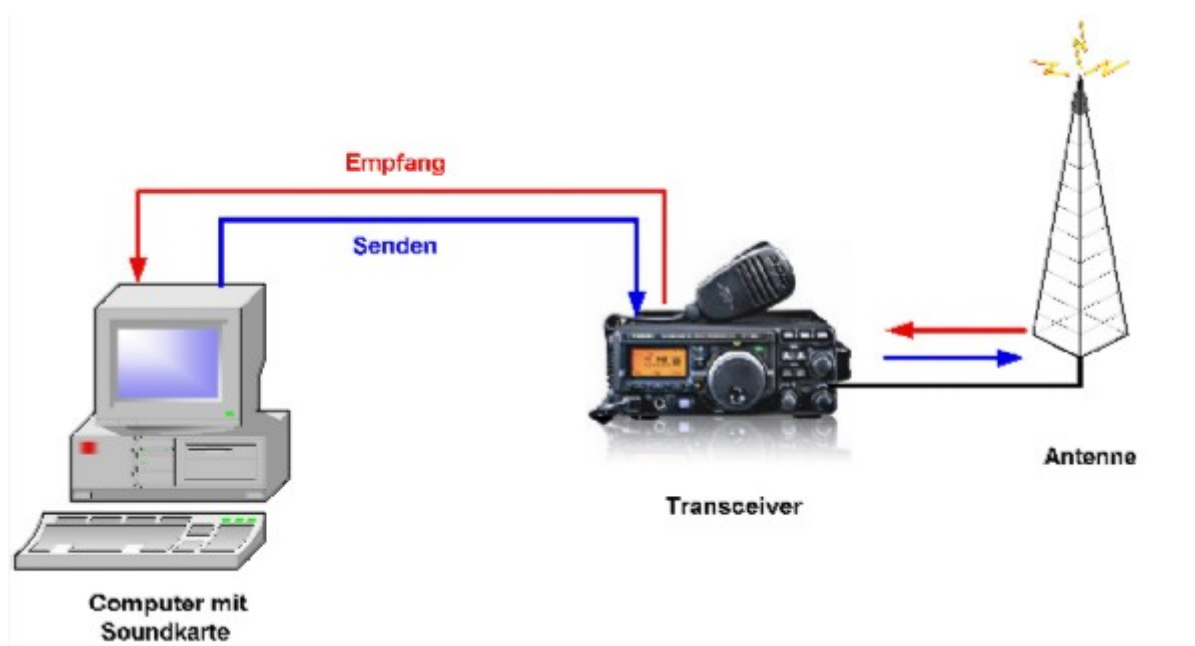 Empfang
Senden
Antenne
Transceiver
Computer mit
Soundkarte